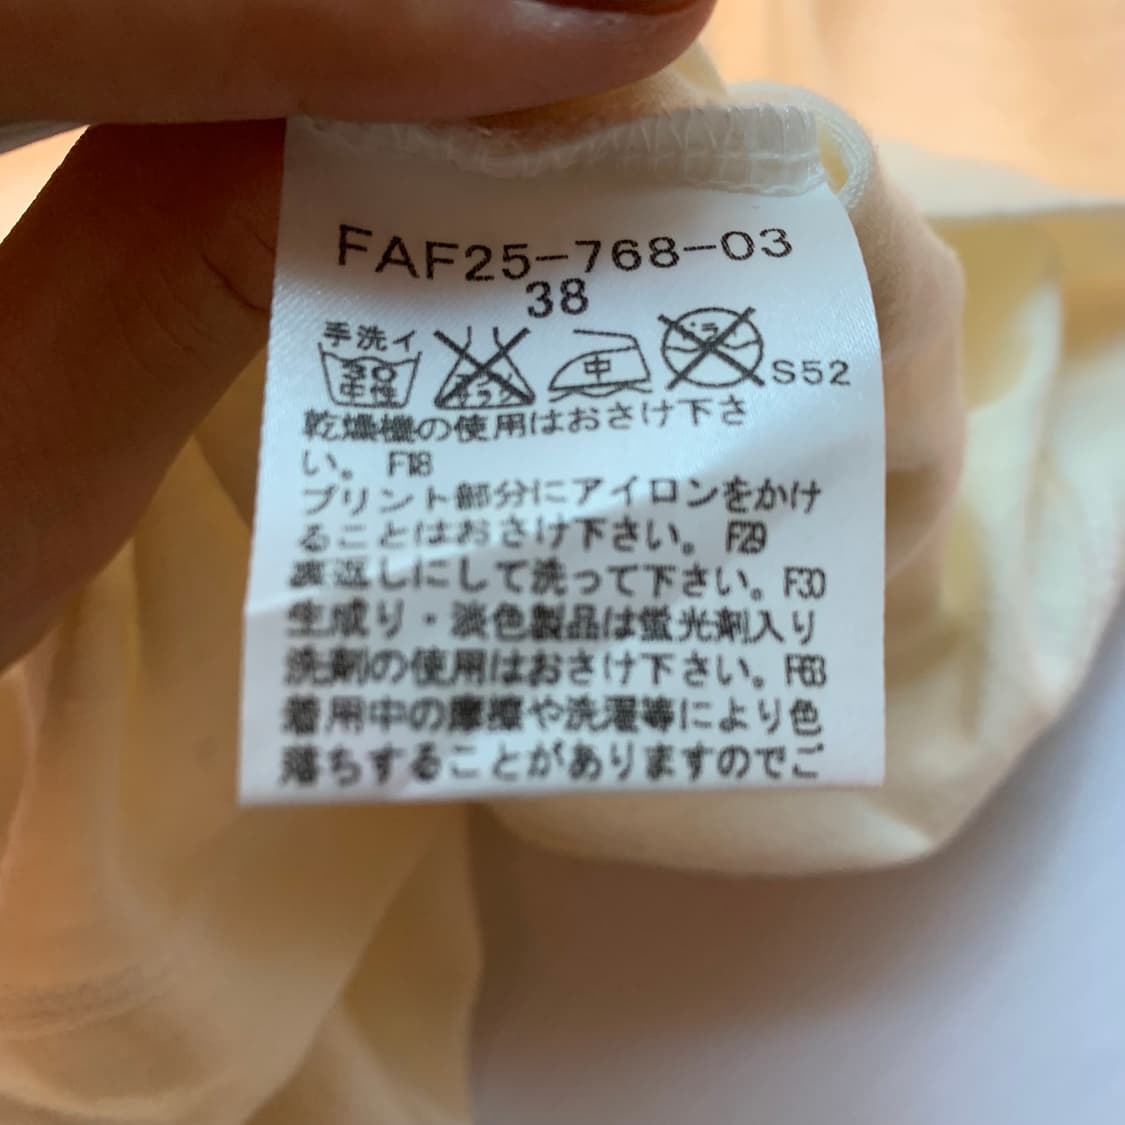 FAF25-768-03
38
手洗イ
30
中性
中
ドライ
S52
乾燥機の使用はおさけ下さ
い。 F18
プリント部分にアイロンをかけ
ることはおさけ下さい。 F29
裏返しにして洗って下さい。F30
生成り・淡色製品は蛍光剤入り
洗剤の使用はおさけ下さい。F63
着用中の摩擦や洗濯等により色
落ちすることがありますのでご